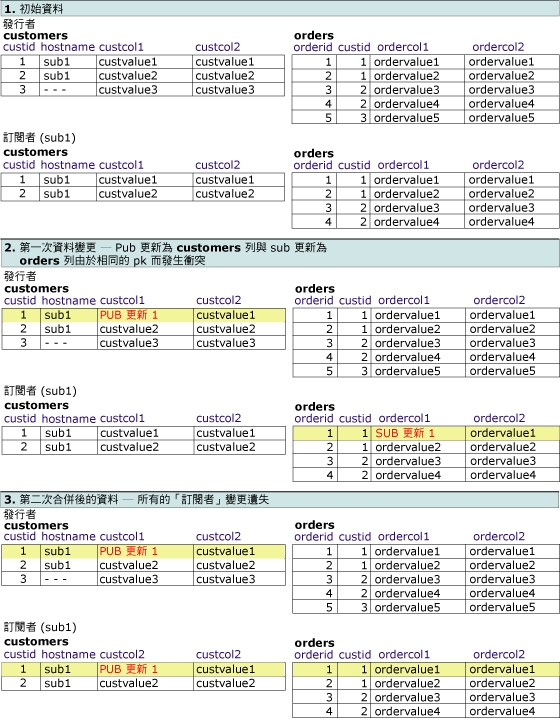 1. 初始資料
發行者
customers orders
custid hostname custcol1 custcol2 orderid custid ordercol1 ordercol2
1 sub1 custvalue1 custvalue1 1 1 ordervalue1 ordervalue1
2 sub1 custvalue2 custvalue2 2 1 ordervalue2 ordervalue2
3 - - - custvalue3 custvalue3 3 2 ordervalue3 ordervalue3
4 2 ordervalue4 ordervalue4
5 3 ordervalue5 ordervalue5
訂閱者 (sub1)
customers orders
custid hostname custcol1 custcol2 orderid custid ordercol1 ordercol2
1 sub1 custvalue1 custvalue1 1 1 ordervalue1 ordervalue1
2 sub1 custvalue2 custvalue2 2 1 ordervalue2 ordervalue2
3 2 ordervalue3 ordervalue3
4 2 ordervalue4 ordervalue4
2. 第一次資料變更 — Pub 更新為 customers 列與 sub 更新為
orders 列由於相同的 pk 而發生衝突
發行者
customers orders
custid hostname custcol1 custcol2 orderid custid ordercol1 ordercol2
1 sub1 PUB 更新 1 custvalue1 1 1 ordervalue1 ordervalue1
2 sub1 custvalue2 custvalue2 2 1 ordervalue2 ordervalue2
3 - - - custvalue3 custvalue3 3 2 ordervalue3 ordervalue3
4 2 ordervalue4 ordervalue4
5 3 ordervalue5 ordervalue5
訂閱者 (sub1)
customers orders
custid hostname custcol1 custcol2 orderid custid ordercol1 ordercol2
1 sub1 custvalue1 custvalue1 1 1 SUB 更新 1 ordervalue1
2 sub1 custvalue2 custvalue2 2 1 ordervalue2 ordervalue2
3 2 ordervalue3 ordervalue3
4 2 ordervalue4 ordervalue4
3. 第二次合併後的資料 — 所有的「訂閱者」變更遺失
發行者
customers orders
custid hostname custcol2 custcol2 orderid custid ordercol1 ordercol2
1 sub1 PUB 更新 1 custvalue1 1 1 ordervalue1 ordervalue1
2 sub1 custvalue2 custvalue2 2 1 ordervalue2 ordervalue2
3 - - - custvalue3 custvalue3 3 2 ordervalue3 ordervalue3
4 2 ordervalue4 ordervalue4
5 3 ordervalue5 ordervalue5
訂閱者 (sub1)
customers orders
custid hostname custcol2 custcol2 orderid custid ordercol1 ordercol2
1 sub1 PUB 更新 1 custvalue1 1 1 ordervalue1 ordervalue1
2 sub1 custvalue2 custvalue2 2 1 ordervalue2 ordervalue2
3 2 ordervalue3 ordervalue3
4 2 ordervalue4 ordervalue4